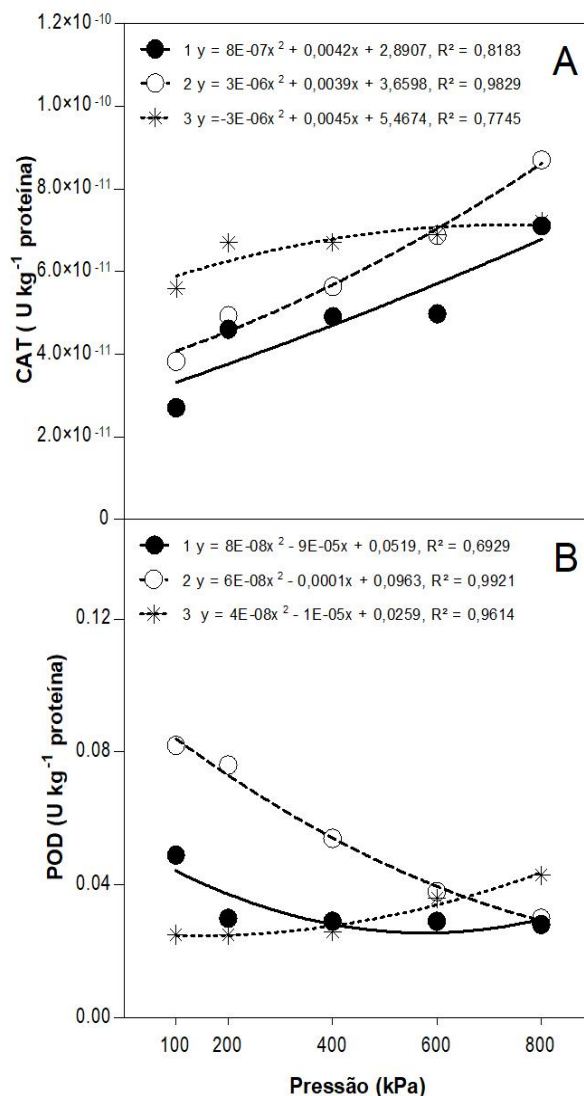 1.2×10⁻¹⁰
1 y = 8E-07x² + 0,0042x + 2,8907, R² = 0,8183
A
2 y = 3E-06x² + 0,0039x + 3,6598, R² = 0,9829
1.0×10⁻¹⁰
3 y =-3E-06x² + 0,0045x + 5,4674, R² = 0,7745
8.0×10⁻¹¹
6.0×10⁻¹¹
4.0×10⁻¹¹
2.0×10⁻¹¹
0
CAT ( U kg⁻¹ proteína)
1 y = 8E-08x² - 9E-05x + 0,0519, R² = 0,6929
B
2 y = 6E-08x² - 0,0001x + 0,0963, R² = 0,9921
3 y = 4E-08x² - 1E-05x + 0,0259, R² = 0,9614
0.12
0.08
0.04
0.00
POD (U kg⁻¹ proteína)
100 200 400 600 800
Pressão (kPa)